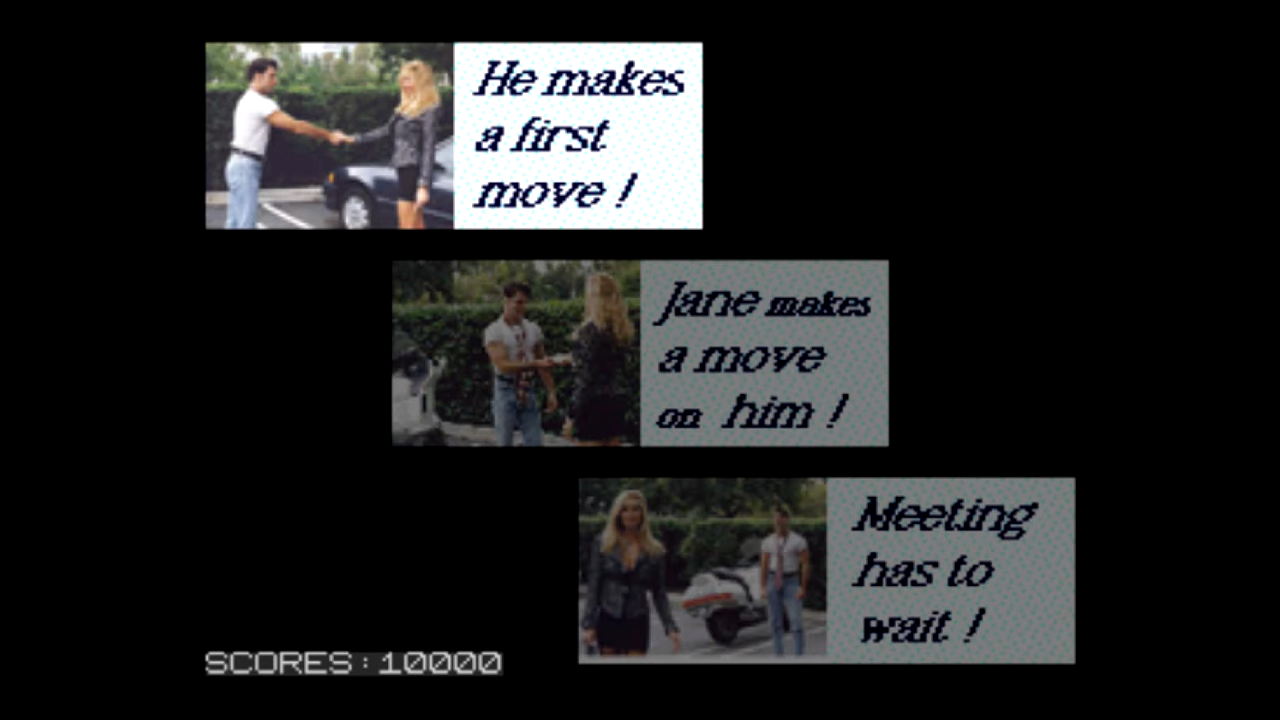 He makes
a first
move !
Jane makes
a move
on him !
Meeting
has to
wait !
SCORES:10000